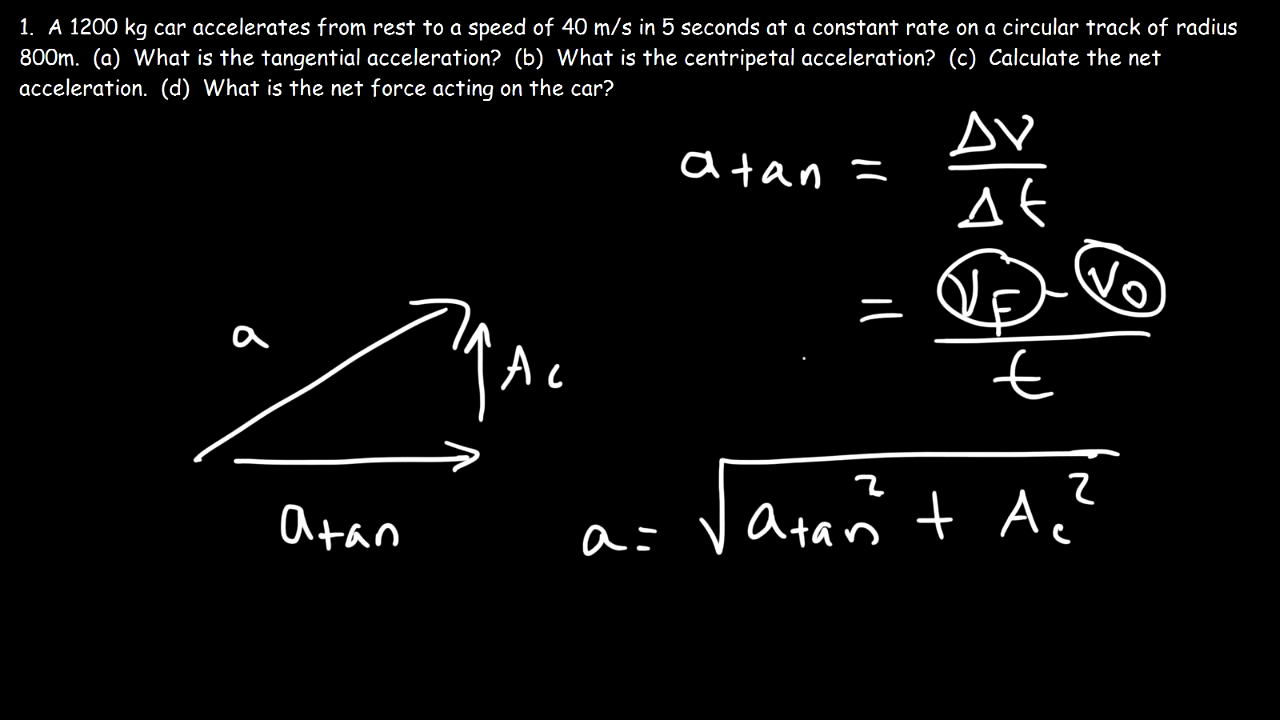 1. A 1200 kg car accelerates from rest to a speed of 40 m/s in 5 seconds at a constant rate on a circular track of radius
800m. (a) What is the tangential acceleration? (b) What is the centripetal acceleration? (c) Calculate the net
acceleration. (d) What is the net force acting on the car?
a tan = Δv / Δt
= (VF - V0) / t
a
Ac
atan
a = √(atan² + Ac²)